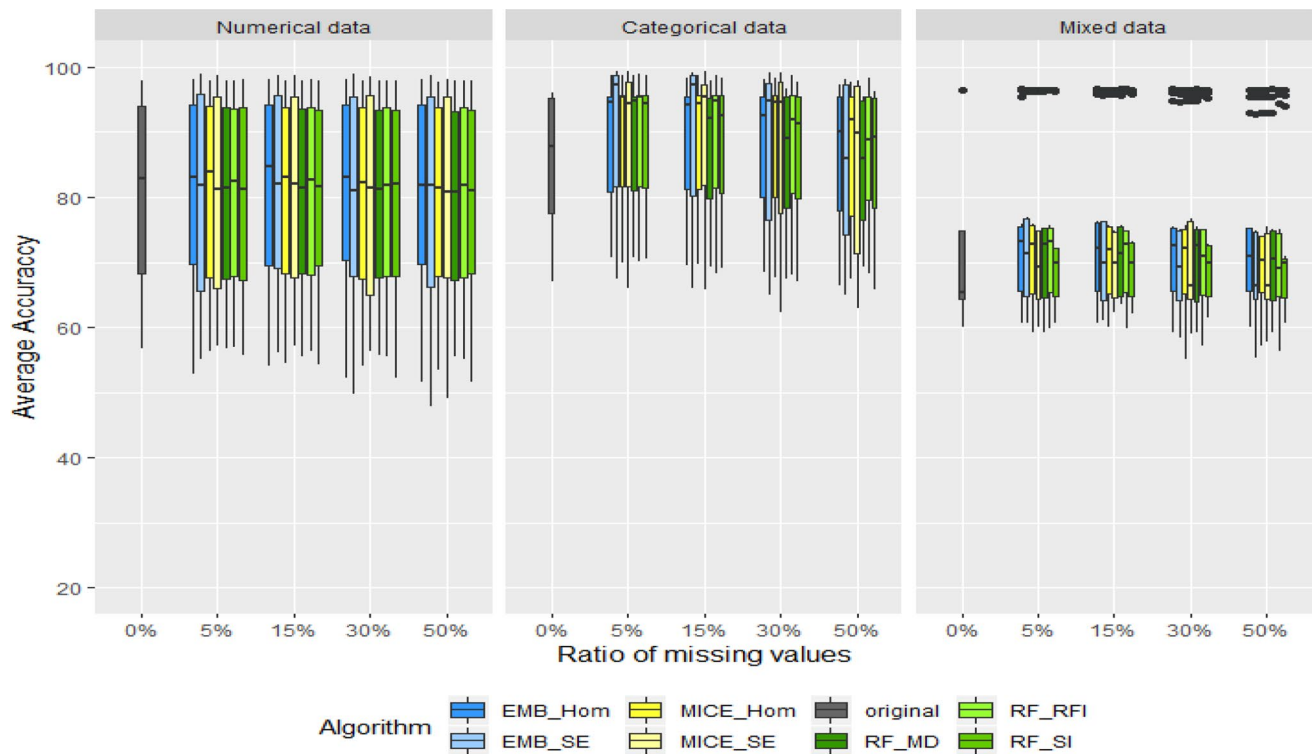 Numerical data Categorical data Mixed data
100
80
60
40
20
Average Accuraccy
0% 5% 15% 30% 50% 0% 5% 15% 30% 50% 0% 5% 15% 30% 50%
Ratio of missing values
Algorithm
EMB_Hom MICE_Hom original RF_RFI
EMB_SE MICE_SE RF_MD RF_SI